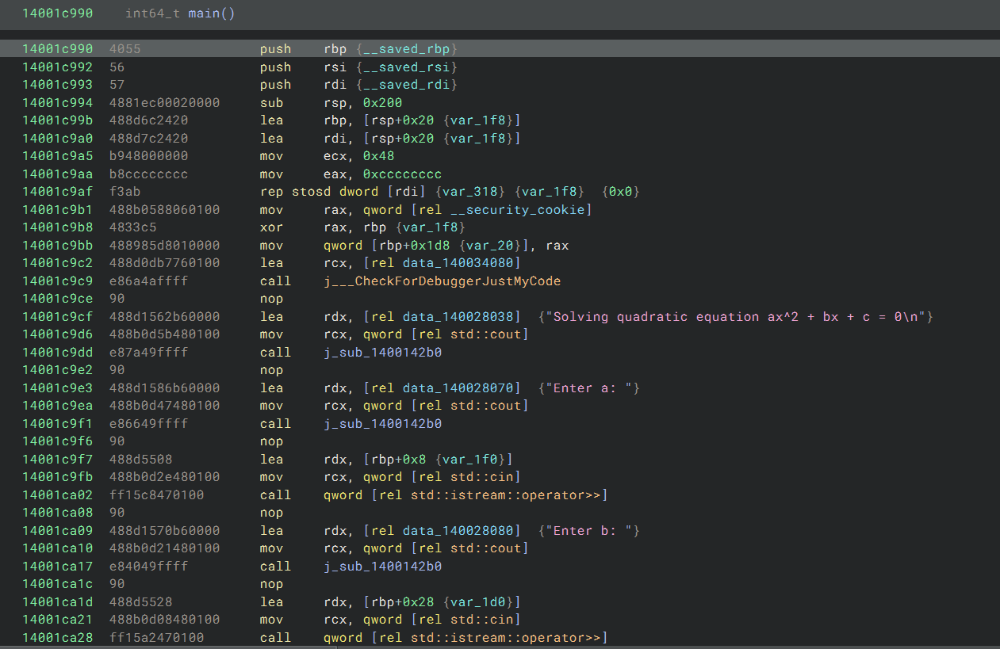 14001c990 int64_t main()
14001c990 4055 push rbp {__saved_rbp}
14001c992 56 push rsi {__saved_rsi}
14001c993 57 push rdi {__saved_rdi}
14001c994 4881ec00020000 sub rsp, 0x200
14001c99b 488d6c2420 lea rbp, [rsp+0x20 {var_1f8}]
14001c9a0 488d7c2420 lea rdi, [rsp+0x20 {var_1f8}]
14001c9a5 b948000000 mov ecx, 0x48
14001c9aa b8cccccccc mov eax, 0xcccccccc
14001c9af f3ab rep stosd dword [rdi] {var_318} {var_1f8} {0x0}
14001c9b1 488b0588060100 mov rax, qword [rel __security_cookie]
14001c9b8 4833c5 xor rax, rbp {var_1f8}
14001c9bb 488985d8010000 mov qword [rbp+0x1d8 {var_20}], rax
14001c9c2 488d0db7760100 lea rcx, [rel data_140034080]
14001c9c9 e86a4affff call j___CheckForDebuggerJustMyCode
14001c9ce 90 nop
14001c9cf 488d1562b60000 lea rdx, [rel data_140028038] {"Solving quadratic equation ax^2 + bx + c = 0\n"}
14001c9d6 488b0d5b480100 mov rcx, qword [rel std::cout]
14001c9dd e87a49ffff call j_sub_1400142b0
14001c9e2 90 nop
14001c9e3 488d1586b60000 lea rdx, [rel data_140028070] {"Enter a: "}
14001c9ea 488b0d47480100 mov rcx, qword [rel std::cout]
14001c9f1 e86649ffff call j_sub_1400142b0
14001c9f6 90 nop
14001c9f7 488d5508 lea rdx, [rbp+0x8 {var_1f0}]
14001c9fb 488b0d2e480100 mov rcx, qword [rel std::cin]
14001ca02 ff15c8470100 call qword [rel std::istream::operator>>]
14001ca08 90 nop
14001ca09 488d1570b60000 lea rdx, [rel data_140028080] {"Enter b: "}
14001ca10 488b0d21480100 mov rcx, qword [rel std::cout]
14001ca17 e84049ffff call j_sub_1400142b0
14001ca1c 90 nop
14001ca1d 488d5528 lea rdx, [rbp+0x28 {var_1d0}]
14001ca21 488b0d08480100 mov rcx, qword [rel std::cin]
14001ca28 ff15a2470100 call qword [rel std::istream::operator>>]